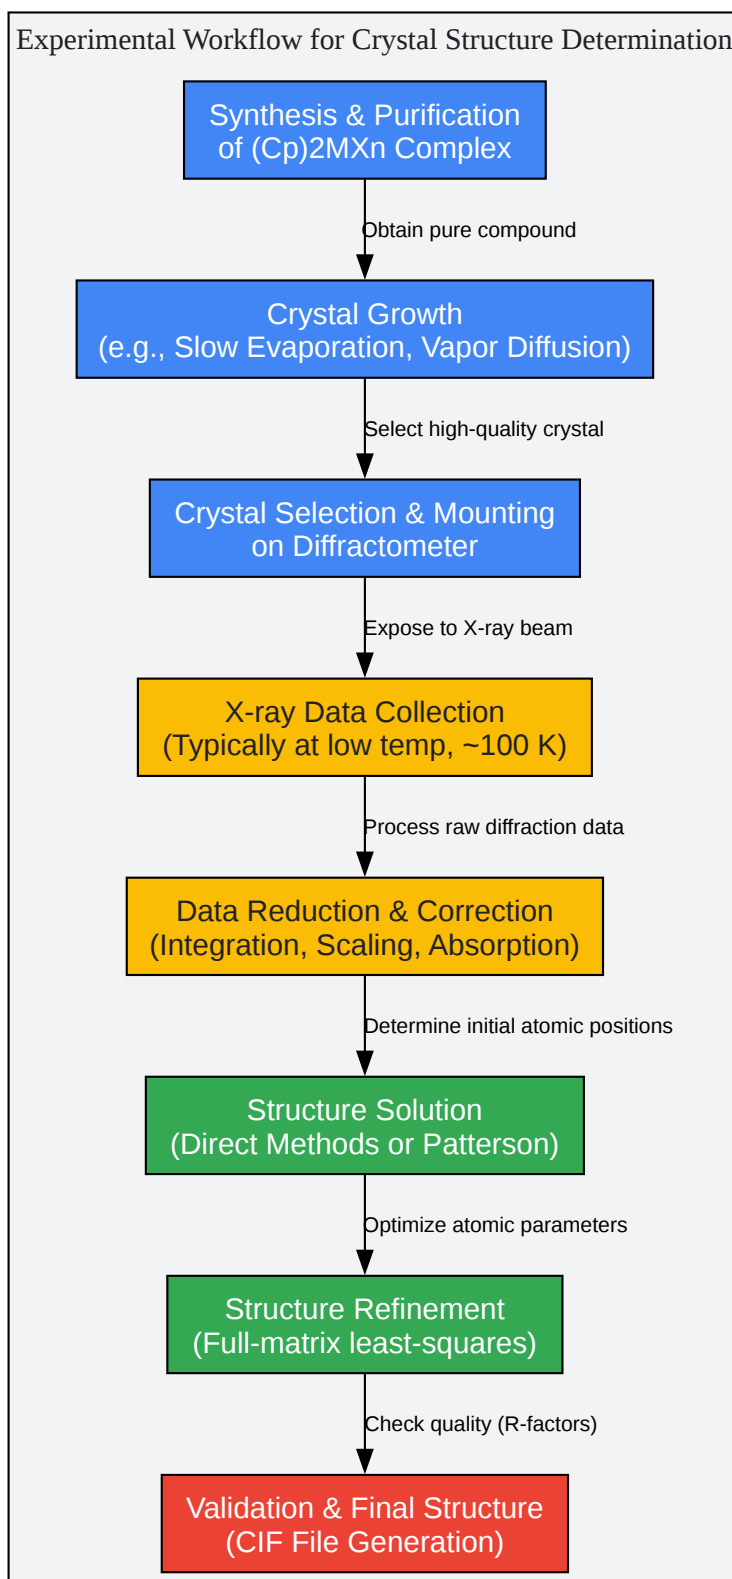 Experimental Workflow for Crystal Structure Determination
Synthesis & Purification
of (Cp)2MXn Complex
Obtain pure compound
Crystal Growth
(e.g., Slow Evaporation, Vapor Diffusion)
Select high-quality crystal
Crystal Selection & Mounting
on Diffractometer
Expose to X-ray beam
X-ray Data Collection
(Typically at low temp, ~100 K)
Process raw diffraction data
Data Reduction & Correction
(Integration, Scaling, Absorption)
Determine initial atomic positions
Structure Solution
(Direct Methods or Patterson)
Optimize atomic parameters
Structure Refinement
(Full-matrix least-squares)
Check quality (R-factors)
Validation & Final Structure
(CIF File Generation)